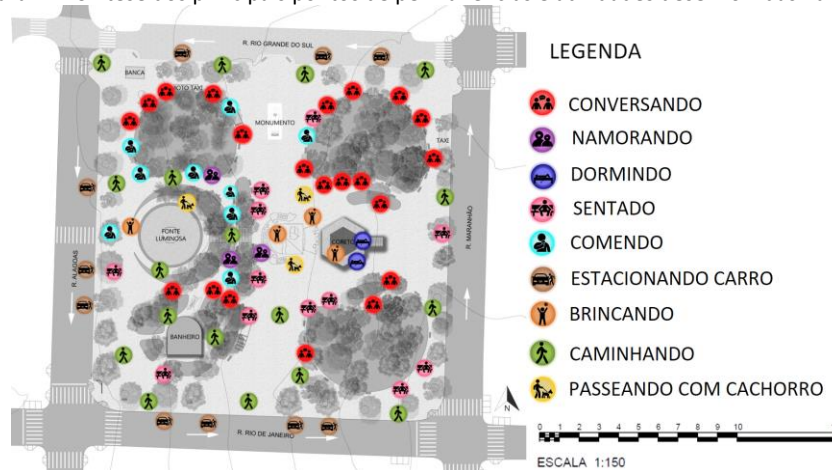 R. RIO GRANDE DO SUL
BANCA
MOTO TAXI
MONUMENTO
TAXI
R. ALAGOAS
FONTE
LUMINOSA
CORETO
R. MARANHÃO
BANHEIRO
R. RIO DE JANEIRO
LEGENDA
CONVERSANDO
NAMORANDO
DORMINDO
SENTADO
COMENDO
ESTACIONANDO CARRO
BRINCANDO
CAMINHANDO
PASSEANDO COM CACHORRO
N
0 1 2 3 4 5 6 7 8 9 10
ESCALA 1:150